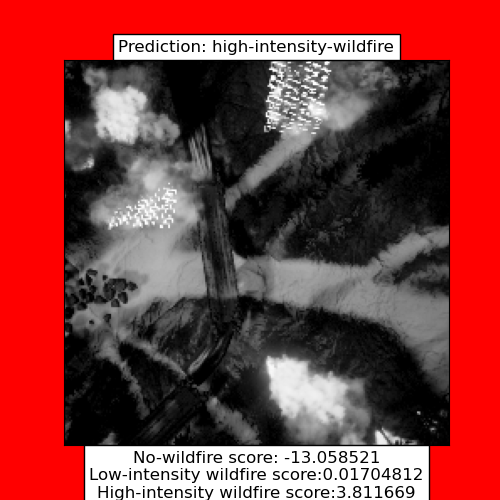 Prediction: high-intensity-wildfire
No-wildfire score: -13.058521
Low-intensity wildfire score:0.01704812
High-intensity wildfire score:3.811669